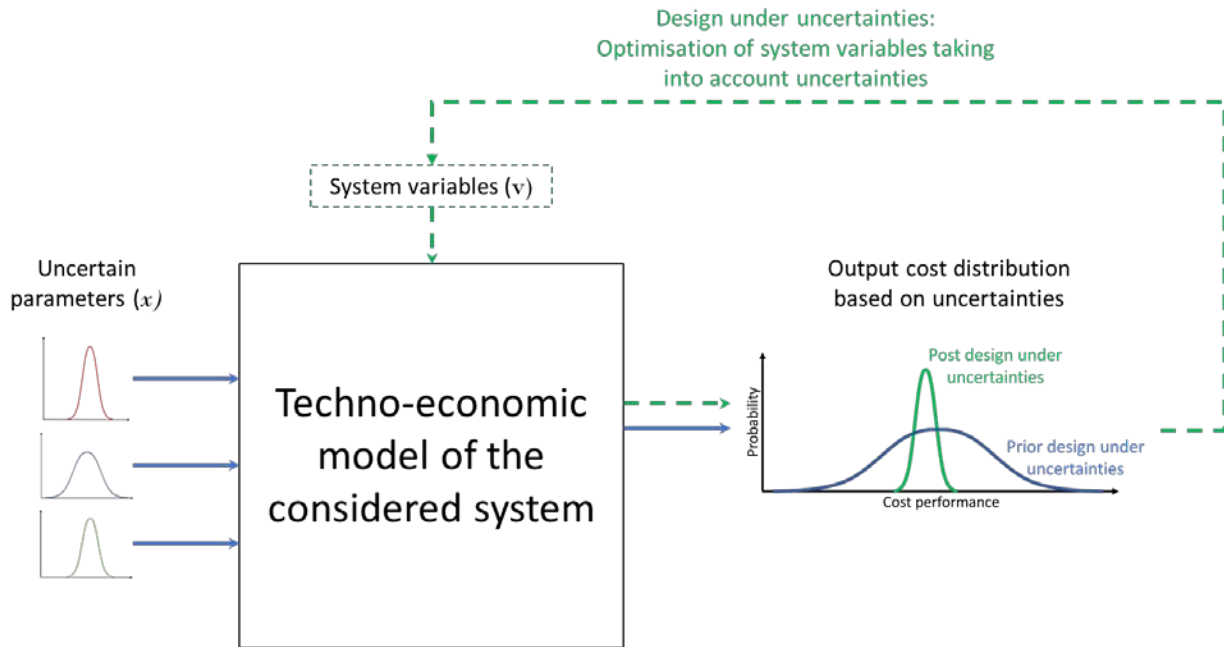 Design under uncertainties:
Optimisation of system variables taking
into account uncertainties
System variables (v)
Uncertain
parameters (x)
Techno-economic
model of the
considered system
Output cost distribution
based on uncertainties
Post design under
uncertainties
Probability
Prior design under
uncertainties
Cost performance